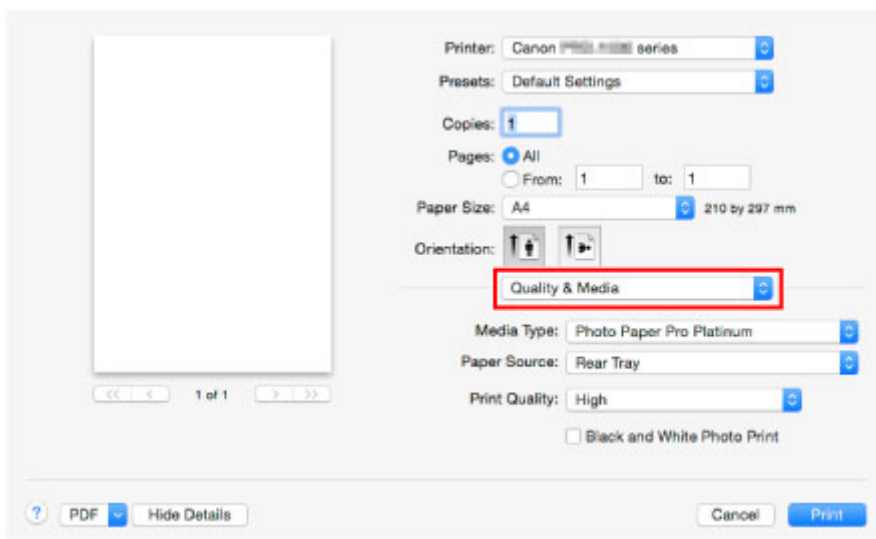 Printer: Canon series
Presets: Default Settings
Copies: 1
Pages: All
From: 1 to: 1
Paper Size: A4 210 by 297 mm
Orientation:
Quality & Media
Media Type: Photo Paper Pro Platinum
Paper Source: Rear Tray
<< < 1 of 1 > >>
Print Quality: High
Black and White Photo Print
? PDF Hide Details Cancel Print